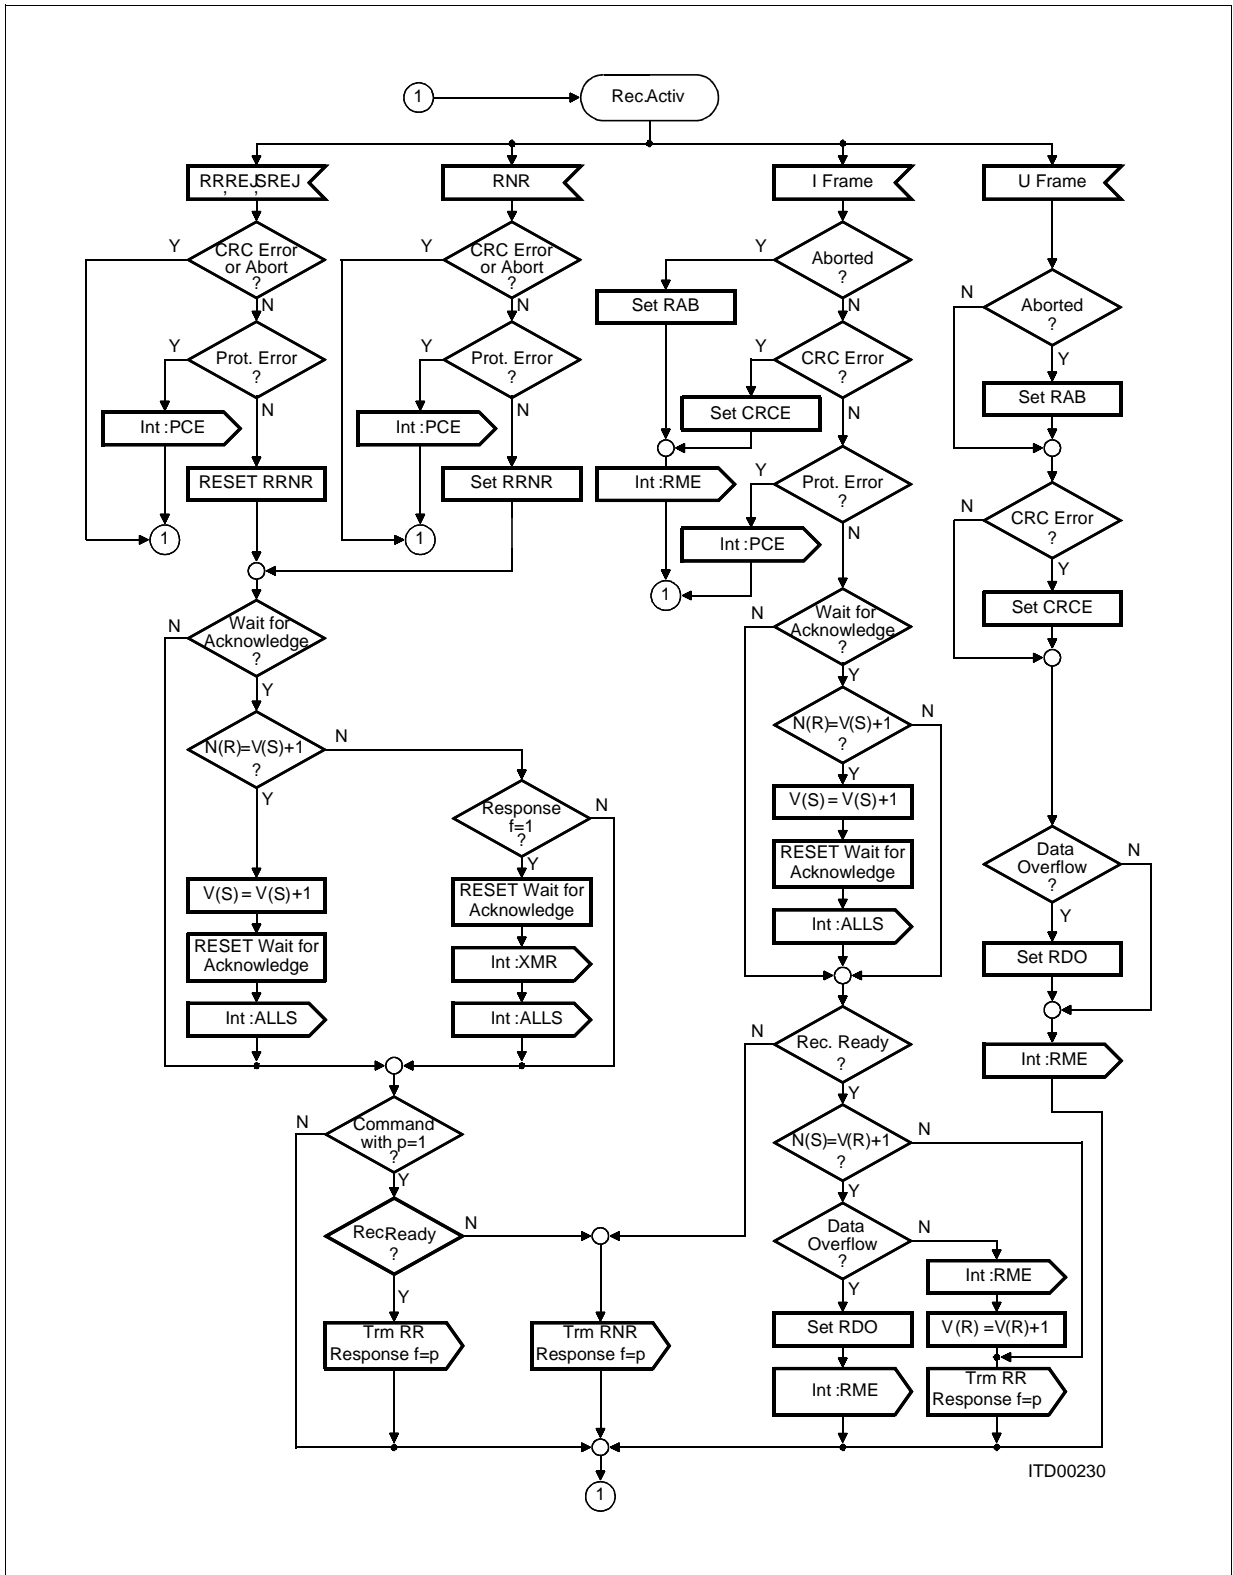 1
Rec.Activ
RR,REJ,SREJ
RNR
I Frame
U Frame
Y
CRC Error
or Abort
?
N
Y
CRC Error
or Abort
?
N
Y
Aborted
?
N
N
Aborted
?
Y
Set RAB
Set RAB
Y
Prot. Error
?
N
Y
Prot. Error
?
N
Y
CRC Error
?
N
Int :PCE
Int :PCE
Set CRCE
RESET RRNR
Set RRNR
Int :RME
Y
Prot. Error
?
N
N
CRC Error
?
Y
1
1
Int :PCE
1
Set CRCE
N
Wait for
Acknowledge
?
Y
N
Wait for
Acknowledge
?
Y
N(R)=V(S)+1
?
N
Y
N(R)=V(S)+1
?
N
Y
Response
f=1
?
N
Y
V(S) = V(S)+1
RESET Wait for
Acknowledge
Int :ALLS
Data
Overflow
?
N
Y
V(S) = V(S)+1
RESET Wait for
Acknowledge
RESET Wait for
Acknowledge
Int :XMR
Set RDO
Int :ALLS
Int :ALLS
N
Rec. Ready
?
Y
Int :RME
N
Command
with p=1
?
Y
N(S)=V(R)+1
?
N
Y
Rec.Ready
?
N
Y
Data
Overflow
?
N
Y
Int :RME
Trm RR
Response f=p
Trm RNR
Response f=p
Set RDO
V(R) =V(R)+1
Int :RME
Trm RR
Response f=p
ITD00230
1